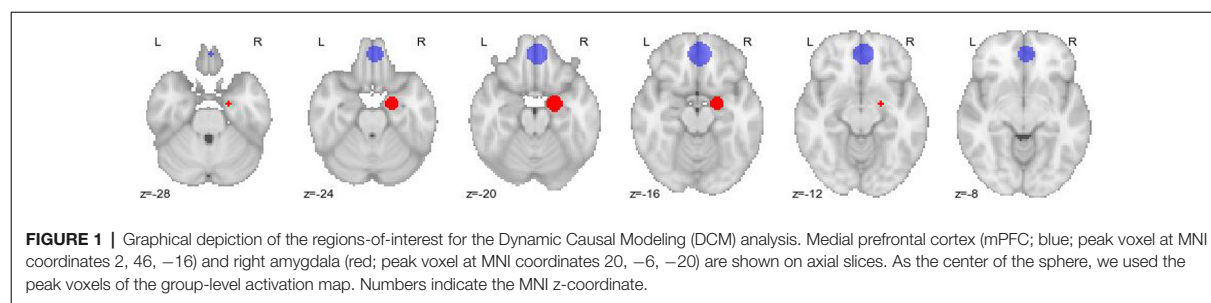 L R L R L R L R L R L R
z=-28 z=-24 z=-20 z=-16 z=-12 z=-8
FIGURE 1 | Graphical depiction of the regions-of-interest for the Dynamic Causal Modeling (DCM) analysis. Medial prefrontal cortex (mPFC; blue; peak voxel at MNI
coordinates 2, 46, −16) and right amygdala (red; peak voxel at MNI coordinates 20, −6, −20) are shown on axial slices. As the center of the sphere, we used the
peak voxels of the group-level activation map. Numbers indicate the MNI z-coordinate.